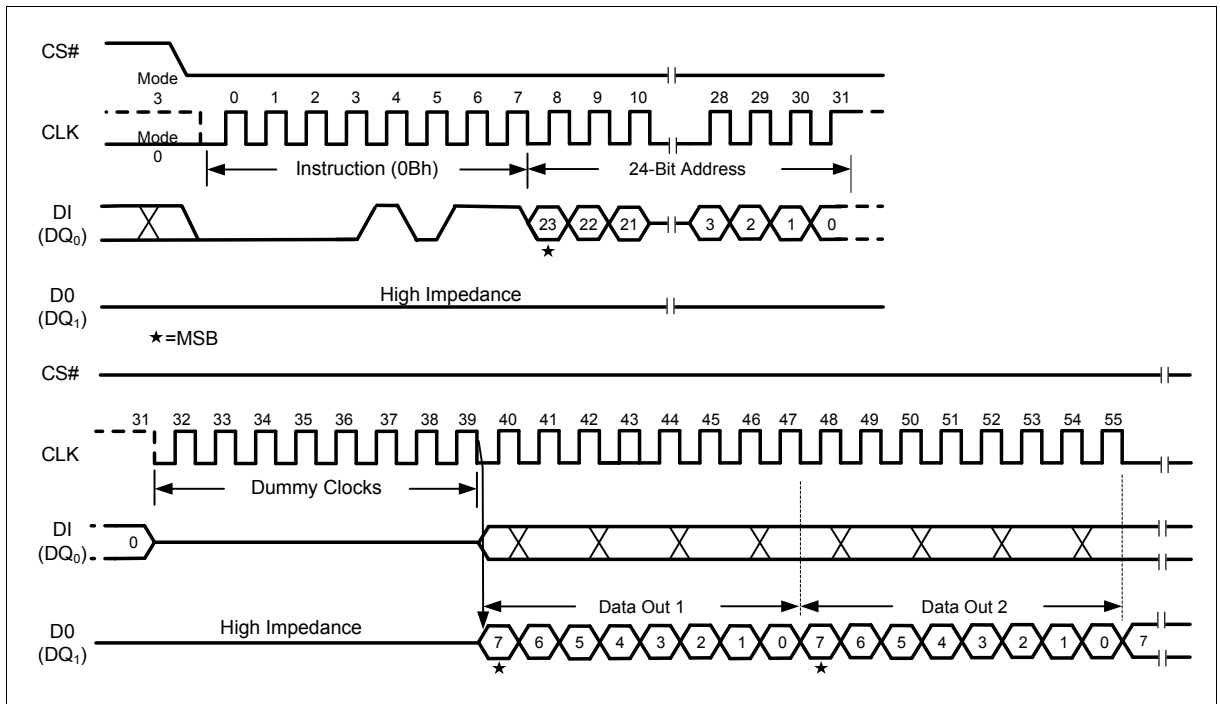 CS#
Mode
3
0 1 2 3 4 5 6 7 8 9 10 28 29 30 31
CLK
Mode
0
Instruction (0Bh) 24-Bit Address
DI
(DQ0)
23 22 21 3 2 1 0
D0
(DQ1)
High Impedance
★=MSB
CS#
31 32 33 34 35 36 37 38 39 40 41 42 43 44 45 46 47 48 49 50 51 52 53 54 55
CLK
Dummy Clocks
DI
(DQ0)
0
Data Out 1 Data Out 2
D0
(DQ1)
High Impedance
7 6 5 4 3 2 1 0 7 6 5 4 3 2 1 0 7